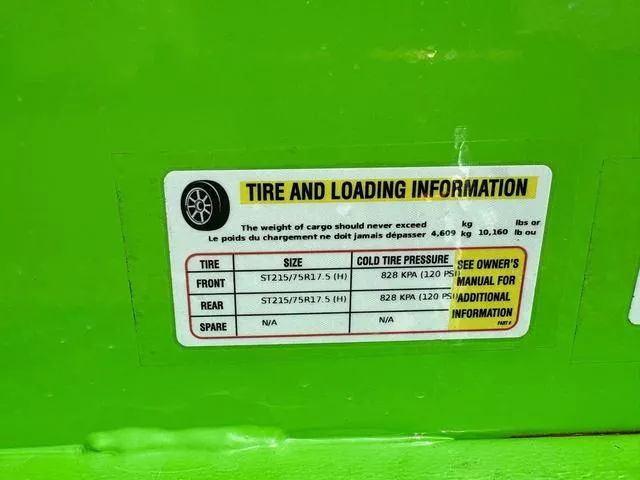 TIRE AND LOADING INFORMATION
The weight of cargo should never exceed kg lbs or
Le poids du chargement ne doit jamais dépasser 4,609 kg 10,160 lb ou
TIRE SIZE COLD TIRE PRESSURE
FRONT ST215/75R17.5 (H) 828 KPA (120 PSI)
REAR ST215/75R17.5 (H) 828 KPA (120 PSI)
SPARE N/A N/A
SEE OWNER'S
MANUAL FOR
ADDITIONAL
INFORMATION
PART #